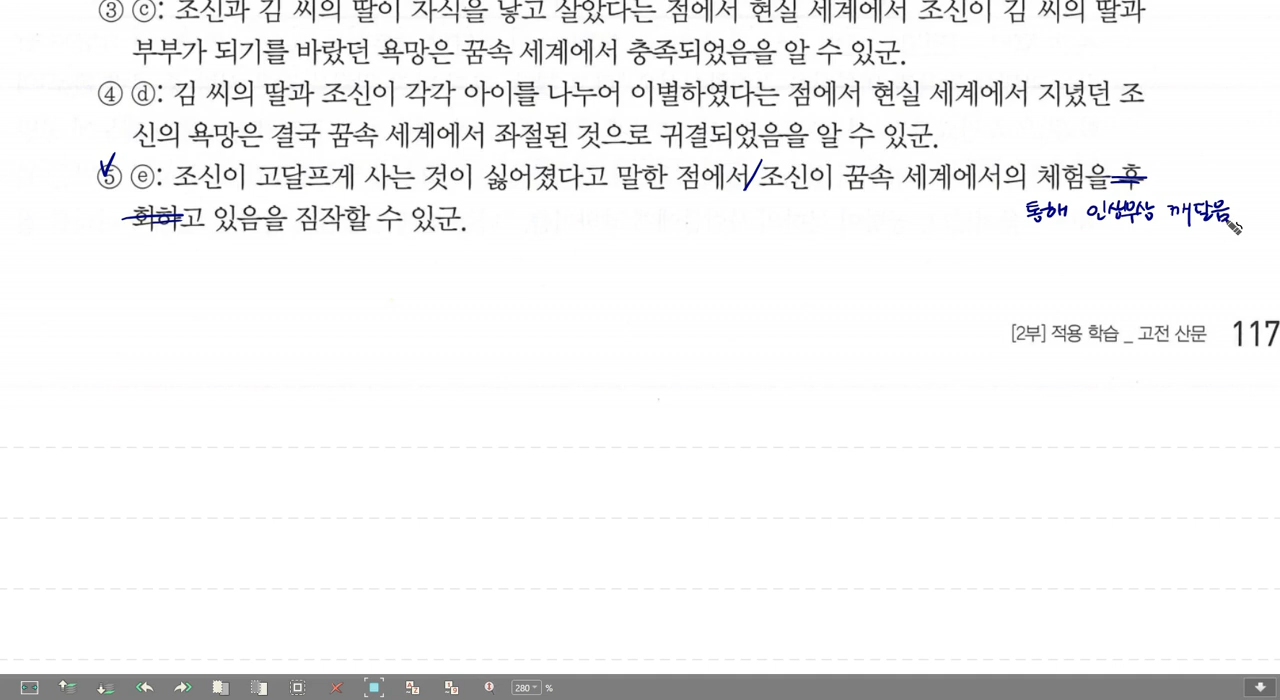 ③ ⓒ: 조신과 김 씨의 딸이 자식을 낳고 살았다는 점에서 현실 세계에서 조신이 김 씨의 딸과
부부가 되기를 바랐던 욕망은 꿈속 세계에서 충족되었음을 알 수 있군.
④ ⓓ: 김 씨의 딸과 조신이 각각 아이를 나누어 이별하였다는 점에서 현실 세계에서 지녔던 조
신의 욕망은 결국 꿈속 세계에서 좌절된 것으로 귀결되었음을 알 수 있군.
⑤ ⓔ: 조신이 고달프게 사는 것이 싫어졌다고 말한 점에서/조신이 꿈속 세계에서의 체험을 후
회하고 있음을 짐작할 수 있군.
통해 인생무상 깨달음
[2부] 적용 학습 _ 고전 산문 117
280 %